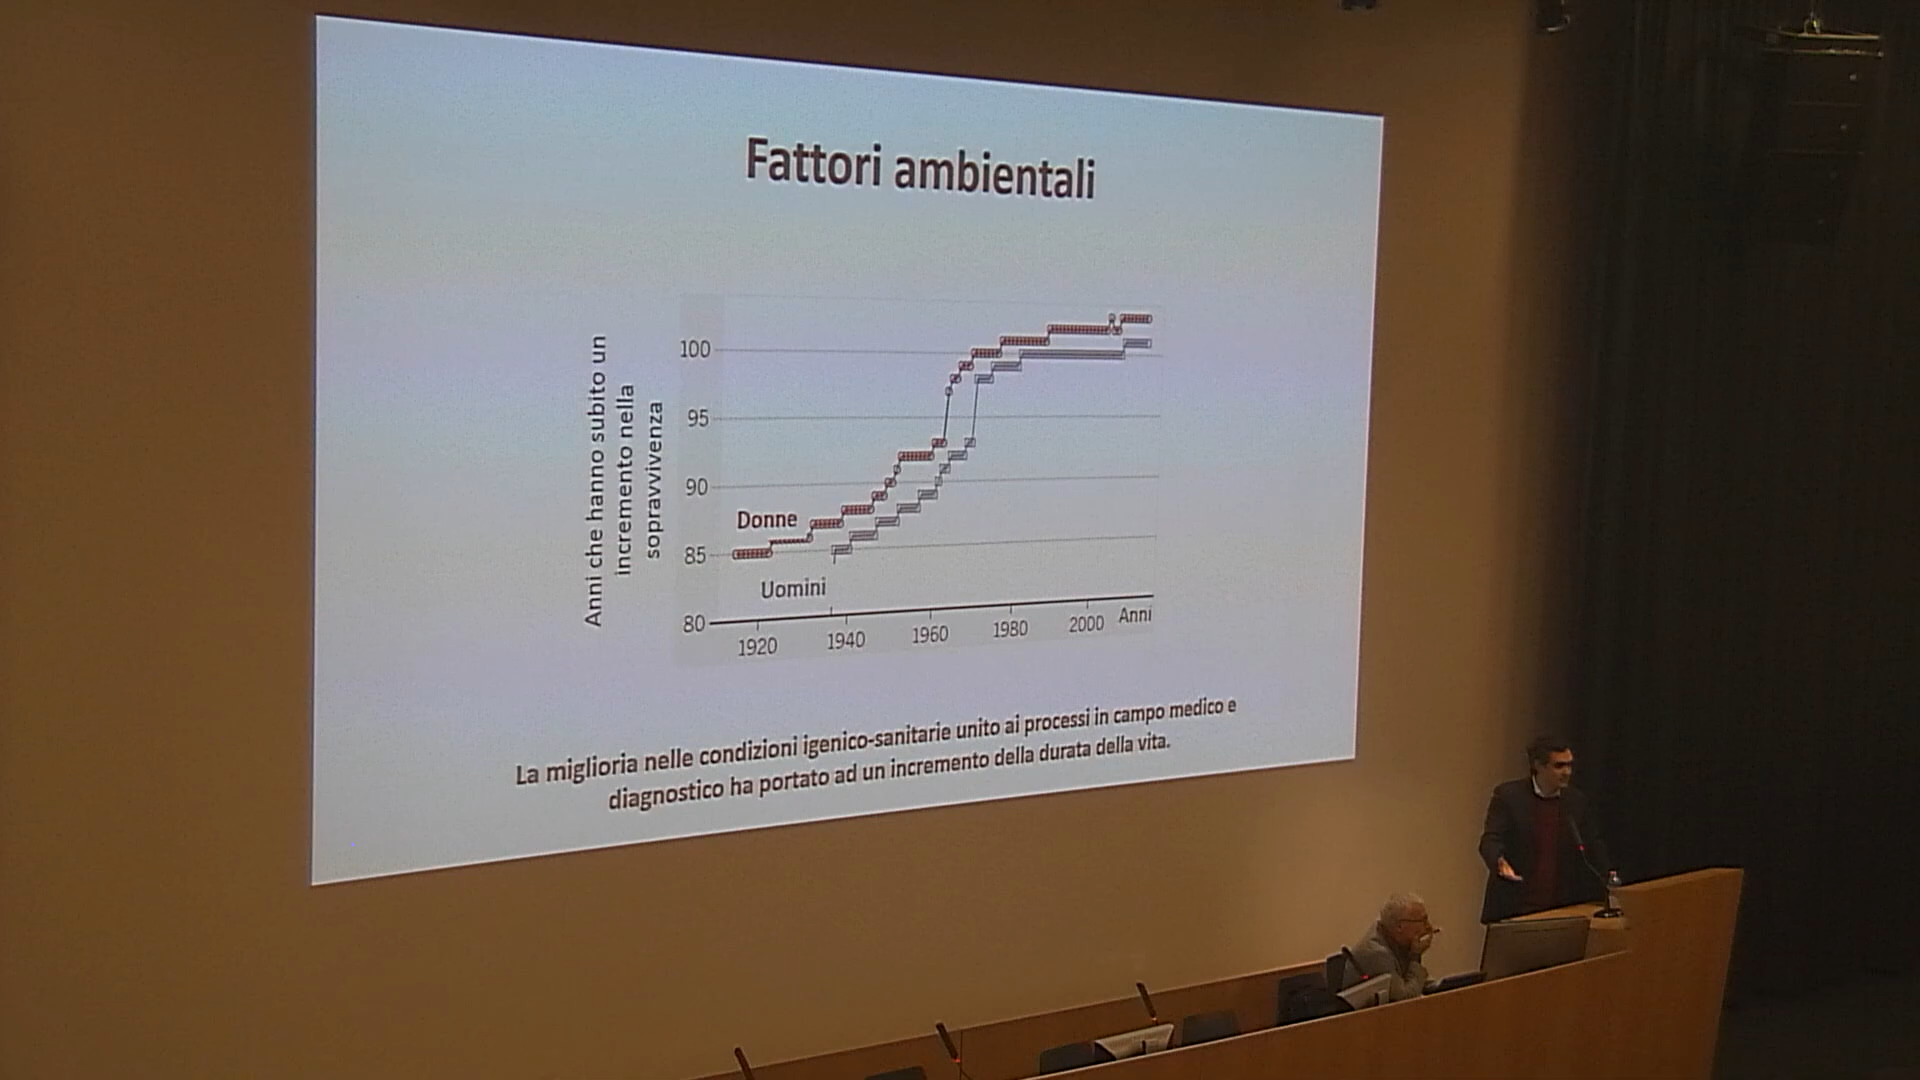 Fattori ambientali
Anni che hanno subito un
incremento nella
sopravvivenza
100
95
90
85
80
Donne
Uomini
1920
1940
1960
1980
2000
Anni
La miglioria nelle condizioni igenico-sanitarie unito ai processi in campo medico e
diagnostico ha portato ad un incremento della durata della vita.